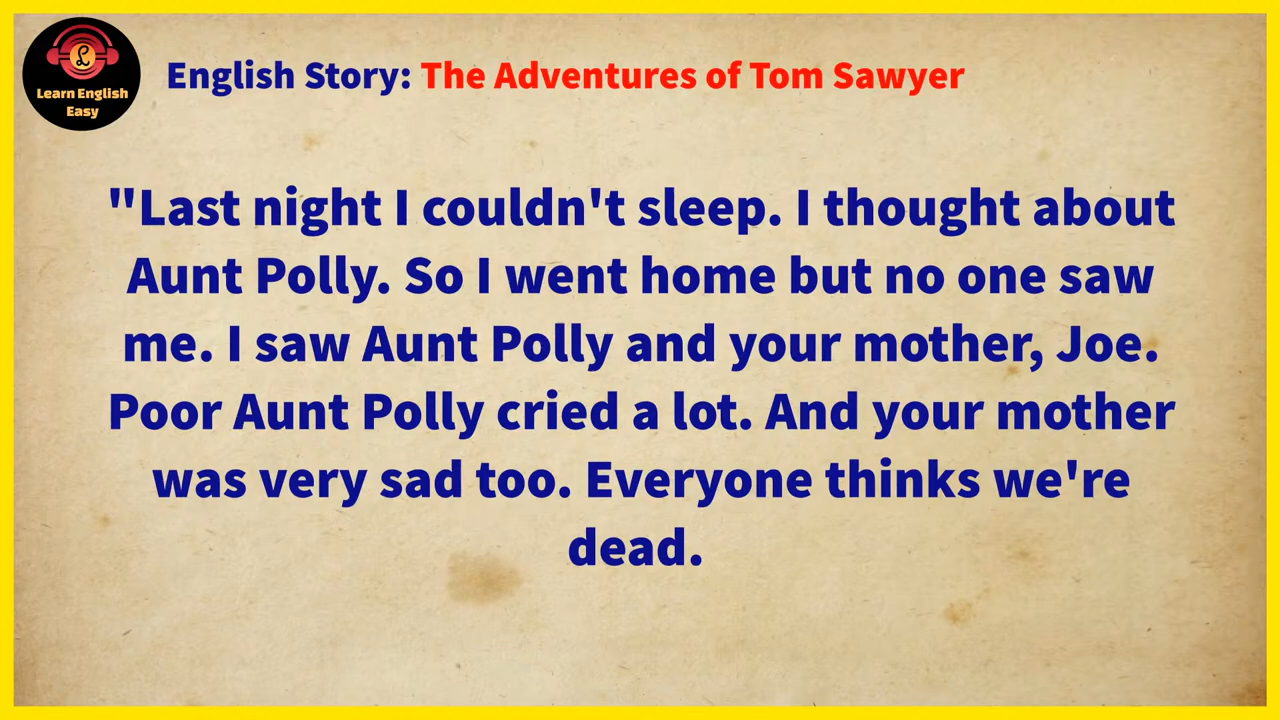 Learn English
Easy
English Story: The Adventures of Tom Sawyer
"Last night I couldn't sleep. I thought about
Aunt Polly. So I went home but no one saw
me. I saw Aunt Polly and your mother, Joe.
Poor Aunt Polly cried a lot. And your mother
was very sad too. Everyone thinks we're
dead.